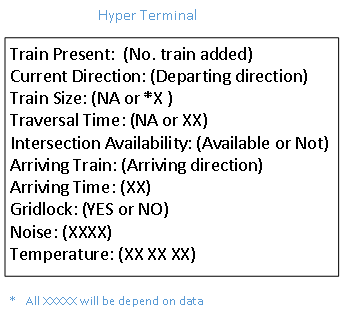 Hyper Terminal
Train Present: (No. train added)
Current Direction: (Departing direction)
Train Size: (NA or *X )
Traversal Time: (NA or XX)
Intersection Availability: (Available or Not)
Arriving Train: (Arriving direction)
Arriving Time: (XX)
Gridlock: (YES or NO)
Noise: (XXXX)
Temperature: (XX XX XX)
* All XXXXX will be depend on data